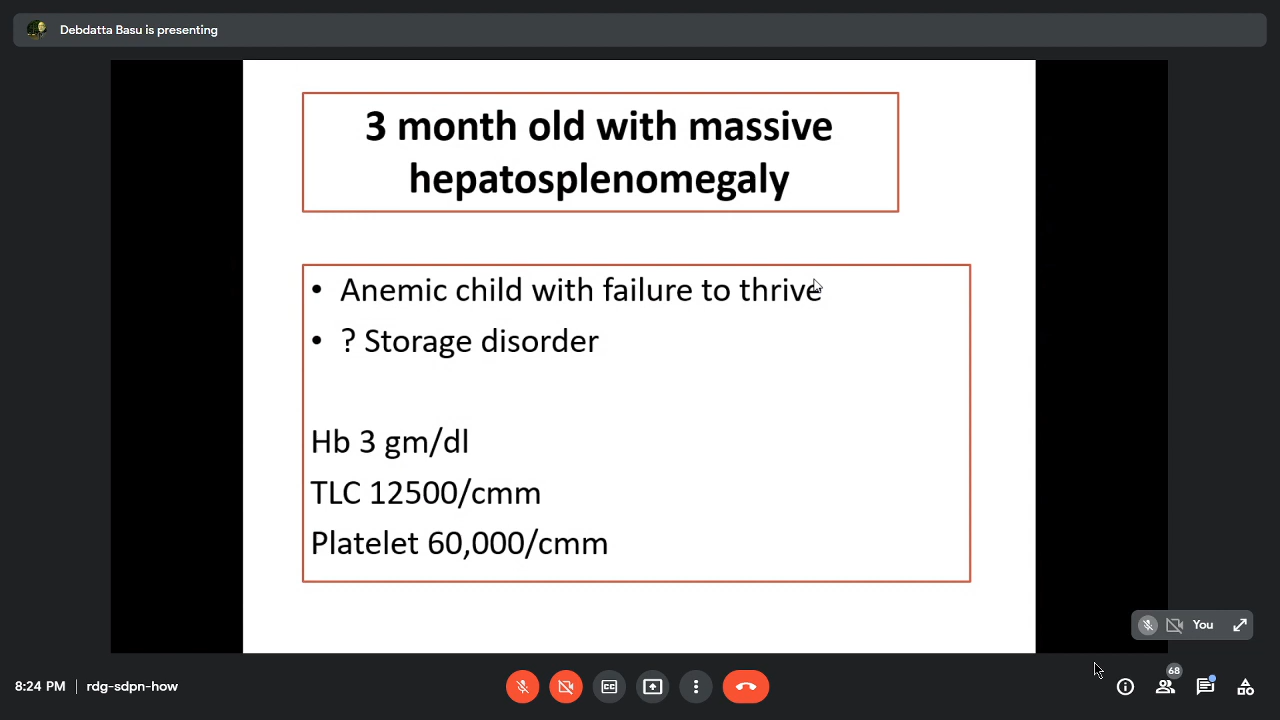 Debdatta Basu is presenting
3 month old with massive
hepatosplenomegaly
• Anemic child with failure to thrive
• ? Storage disorder
Hb 3 gm/dl
TLC 12500/cmm
Platelet 60,000/cmm
You
68
8:24 PM | rdg-sdpn-how
CC